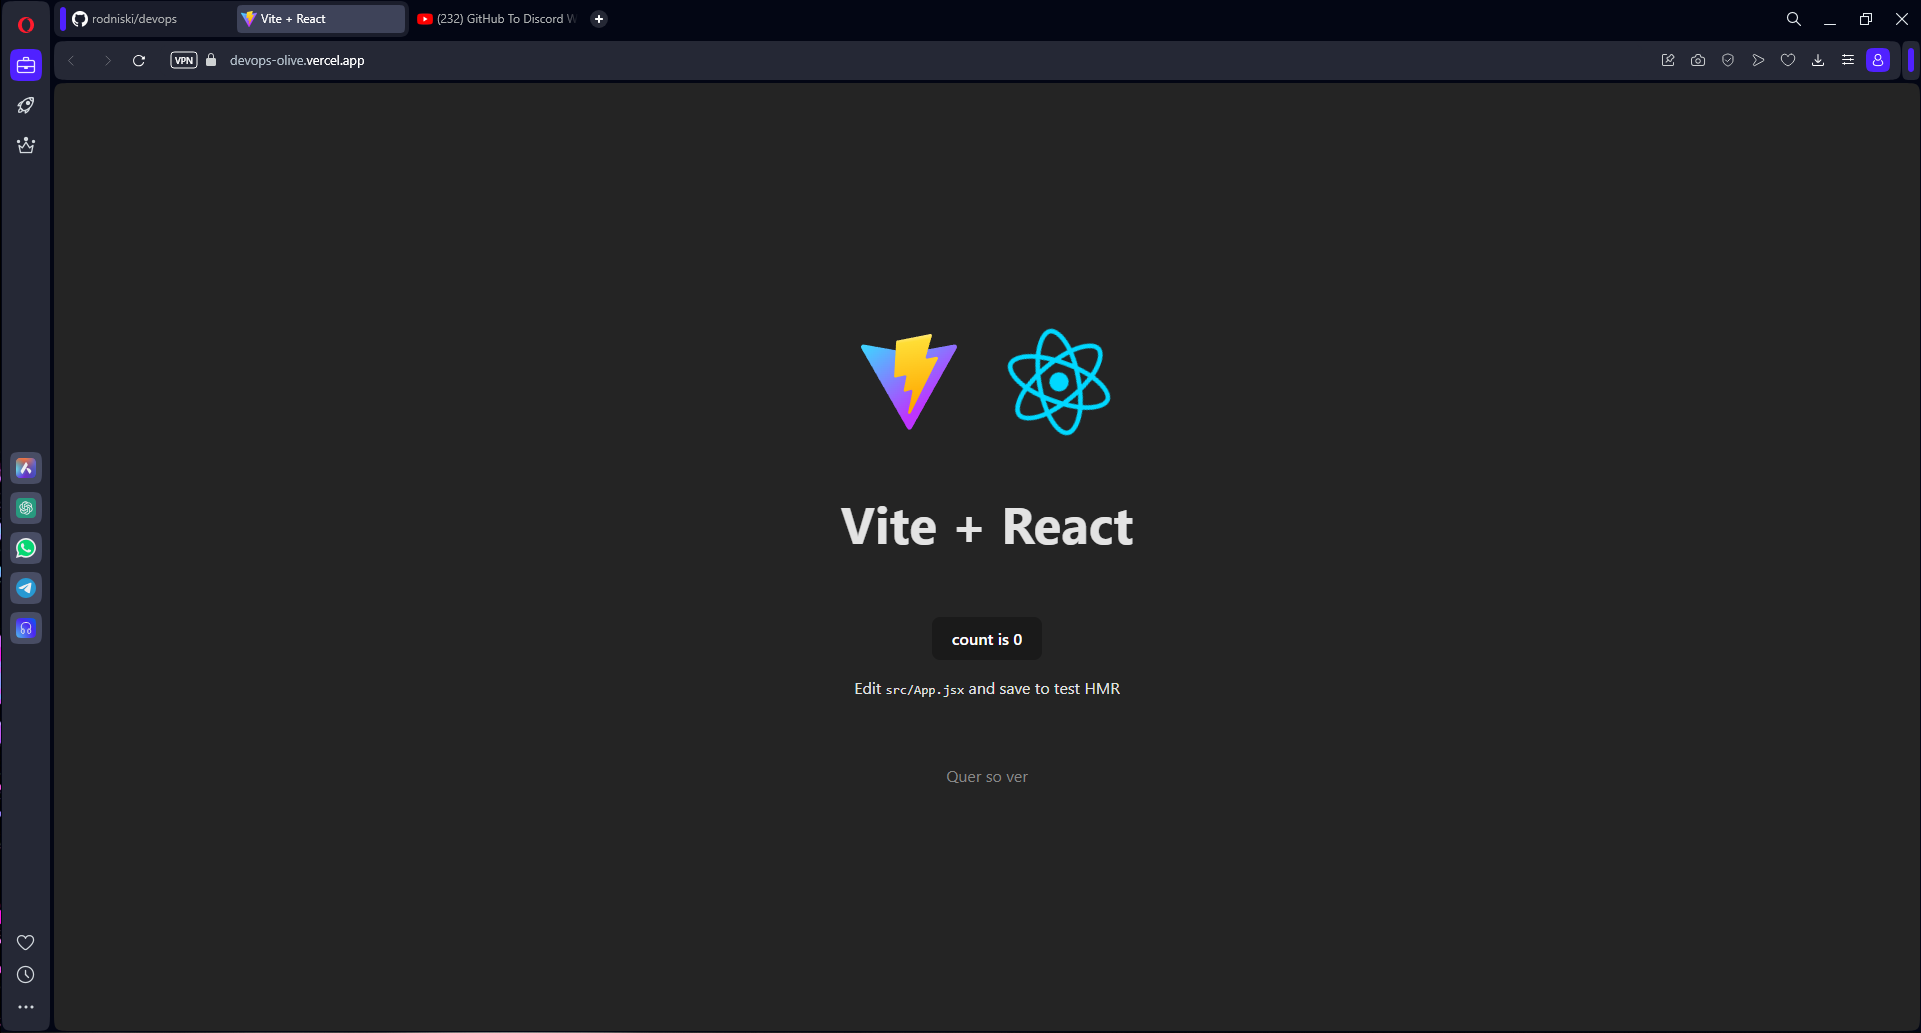 rodniski/devops
Vite + React
(232) GitHub To Discord W
VPN
devops-olive.vercel.app
Vite + React
count is 0
Edit src/App.jsx and save to test HMR
Quer so ver